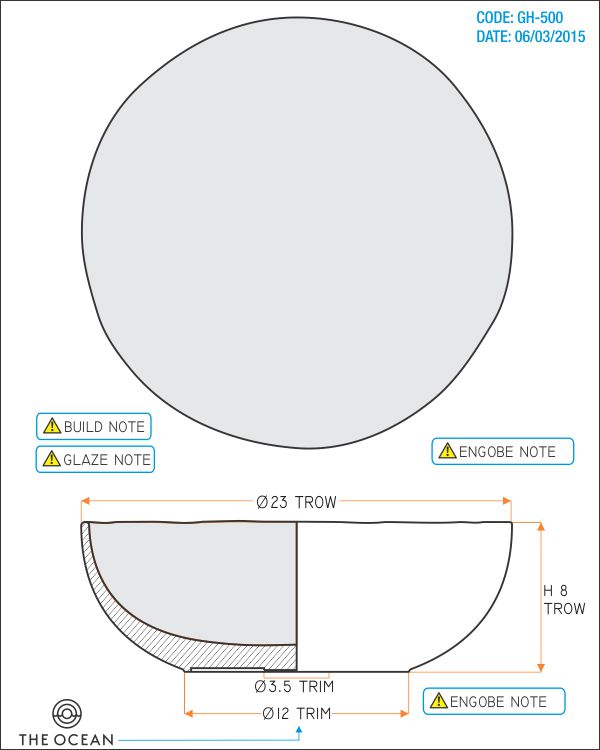 CODE: GH-500
DATE: 06/03/2015
BUILD NOTE
GLAZE NOTE
ENGOBE NOTE
Ø23 TROW
H 8
TROW
Ø3.5 TRIM
ENGOBE NOTE
Ø12 TRIM
THE OCEAN